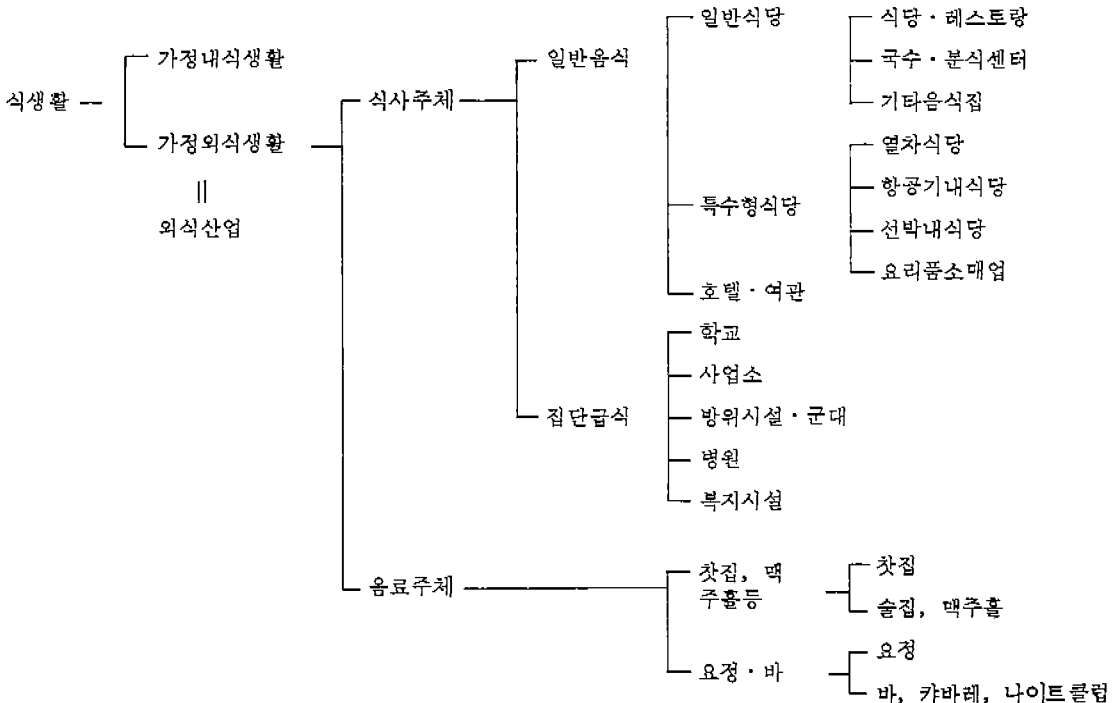 식생활
가정내식생활
가정외식생활
||
외식산업
식사주체
일반음식
일반식당
식당·레스토랑
국수·분식센터
기타음식집
특수형식당
열차식당
항공기내식당
선박내식당
요리품소매업
호텔·여관
집단급식
학교
사업소
방위시설·군대
병원
복지시설
음료주체
찻집, 맥
주홀등
찻집
술집, 맥주홀
요정·바
요정
바, 캬바레, 나이트클럽